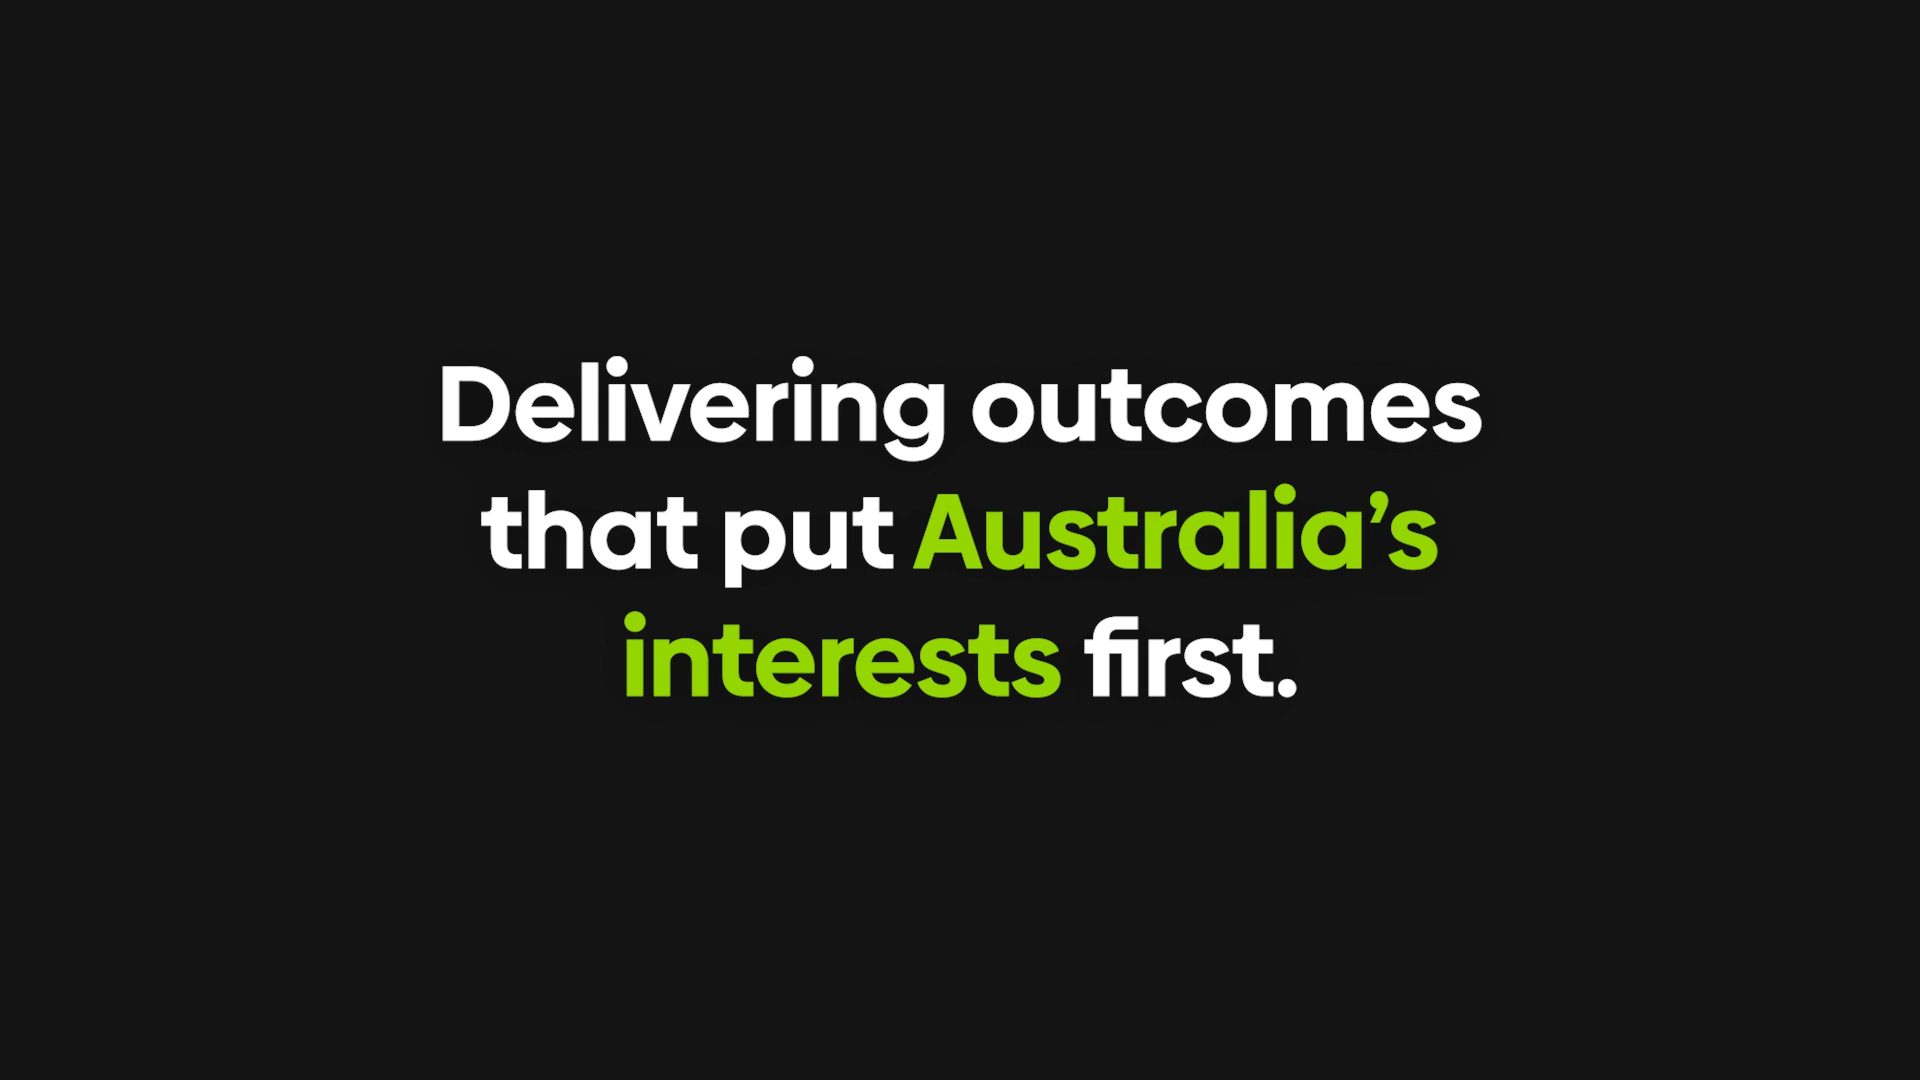 Delivering outcomes
that put Australia’s
interests first.